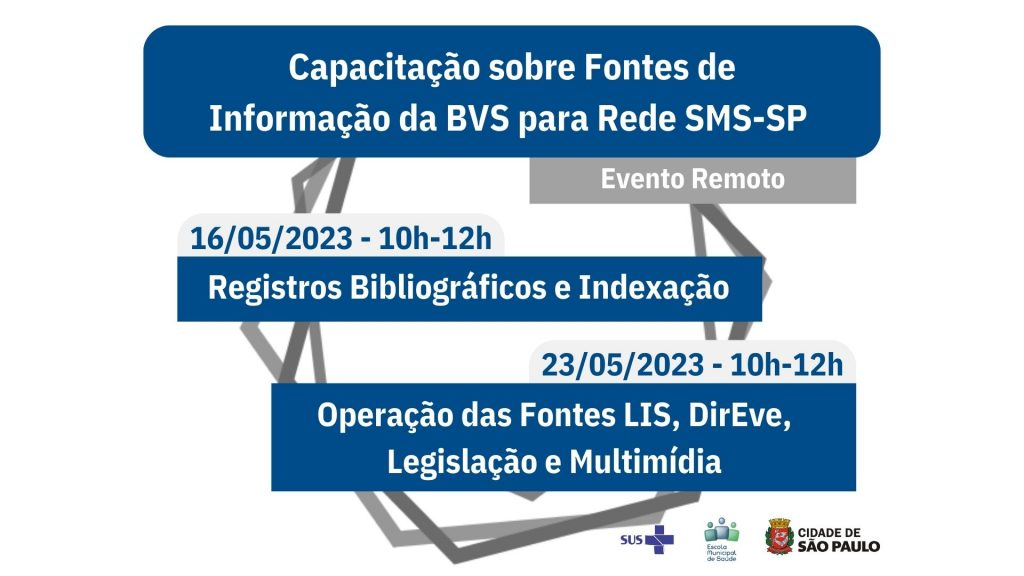 Capacitação sobre Fontes de
Informação da BVS para Rede SMS-SP
Evento Remoto
16/05/2023 - 10h-12h
Registros Bibliográficos e Indexação
23/05/2023 - 10h-12h
Operação das Fontes LIS, DirEve,
Legislação e Multimídia
SUS
Escola
Municipal
de Saúde
CIDADE DE
SÃO PAULO